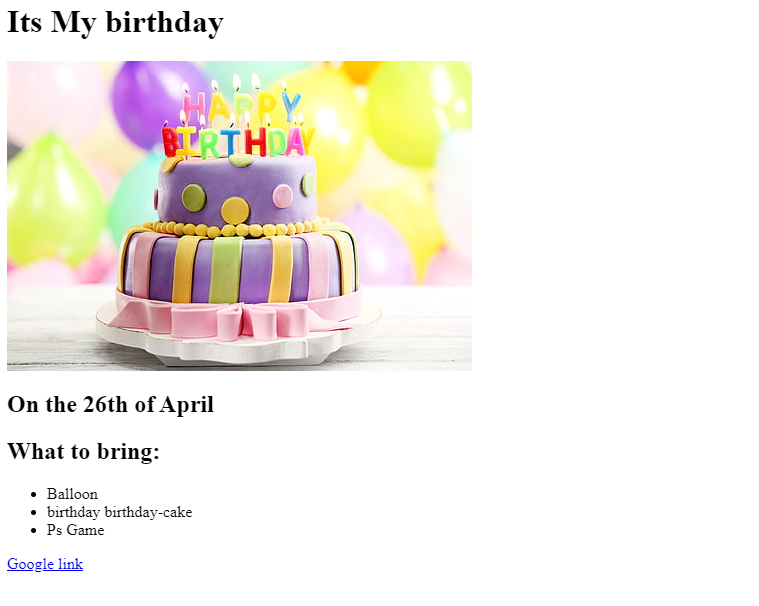 Its My birthday
HAPPY
BIRTHDAY
On the 26th of April
What to bring:
Balloon
birthday birthday-cake
Ps Game
Google link